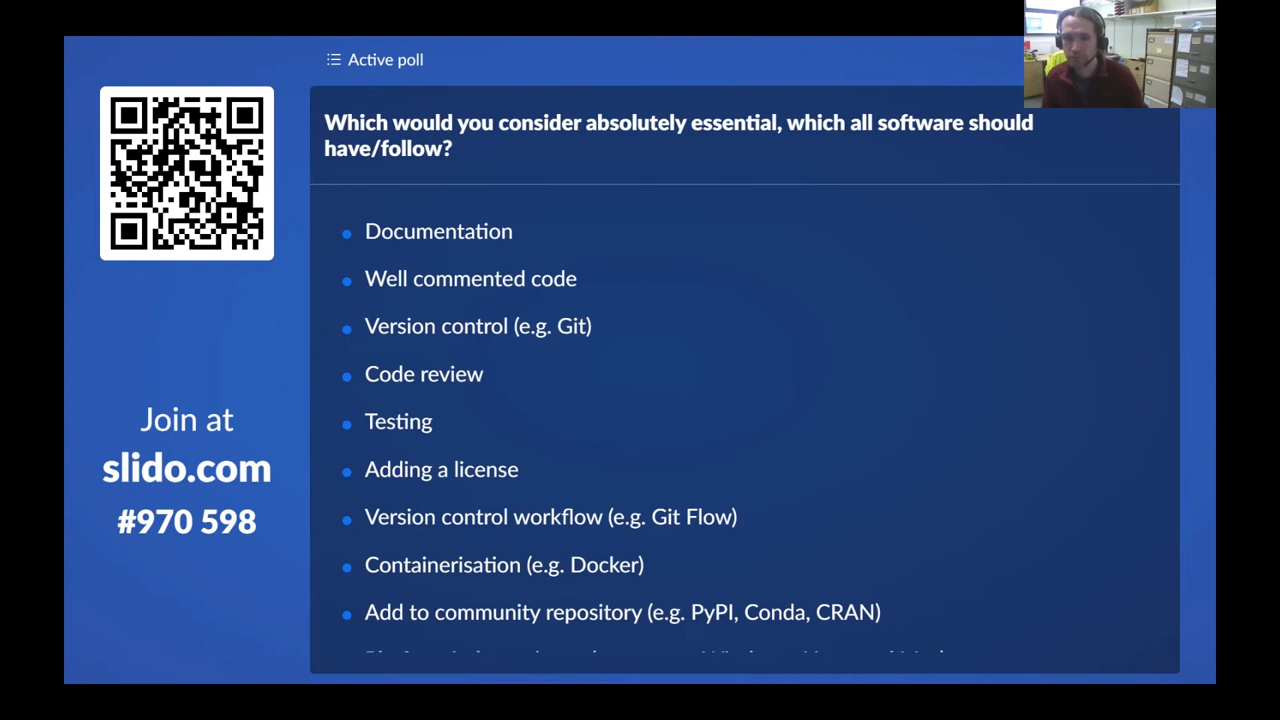 Active poll
Which would you consider absolutely essential, which all software should
have/follow?
Documentation
Well commented code
Version control (e.g. Git)
Code review
Testing
Adding a license
Version control workflow (e.g. Git Flow)
Containerisation (e.g. Docker)
Add to community repository (e.g. PyPI, Conda, CRAN)
Join at
slido.com
#970 598